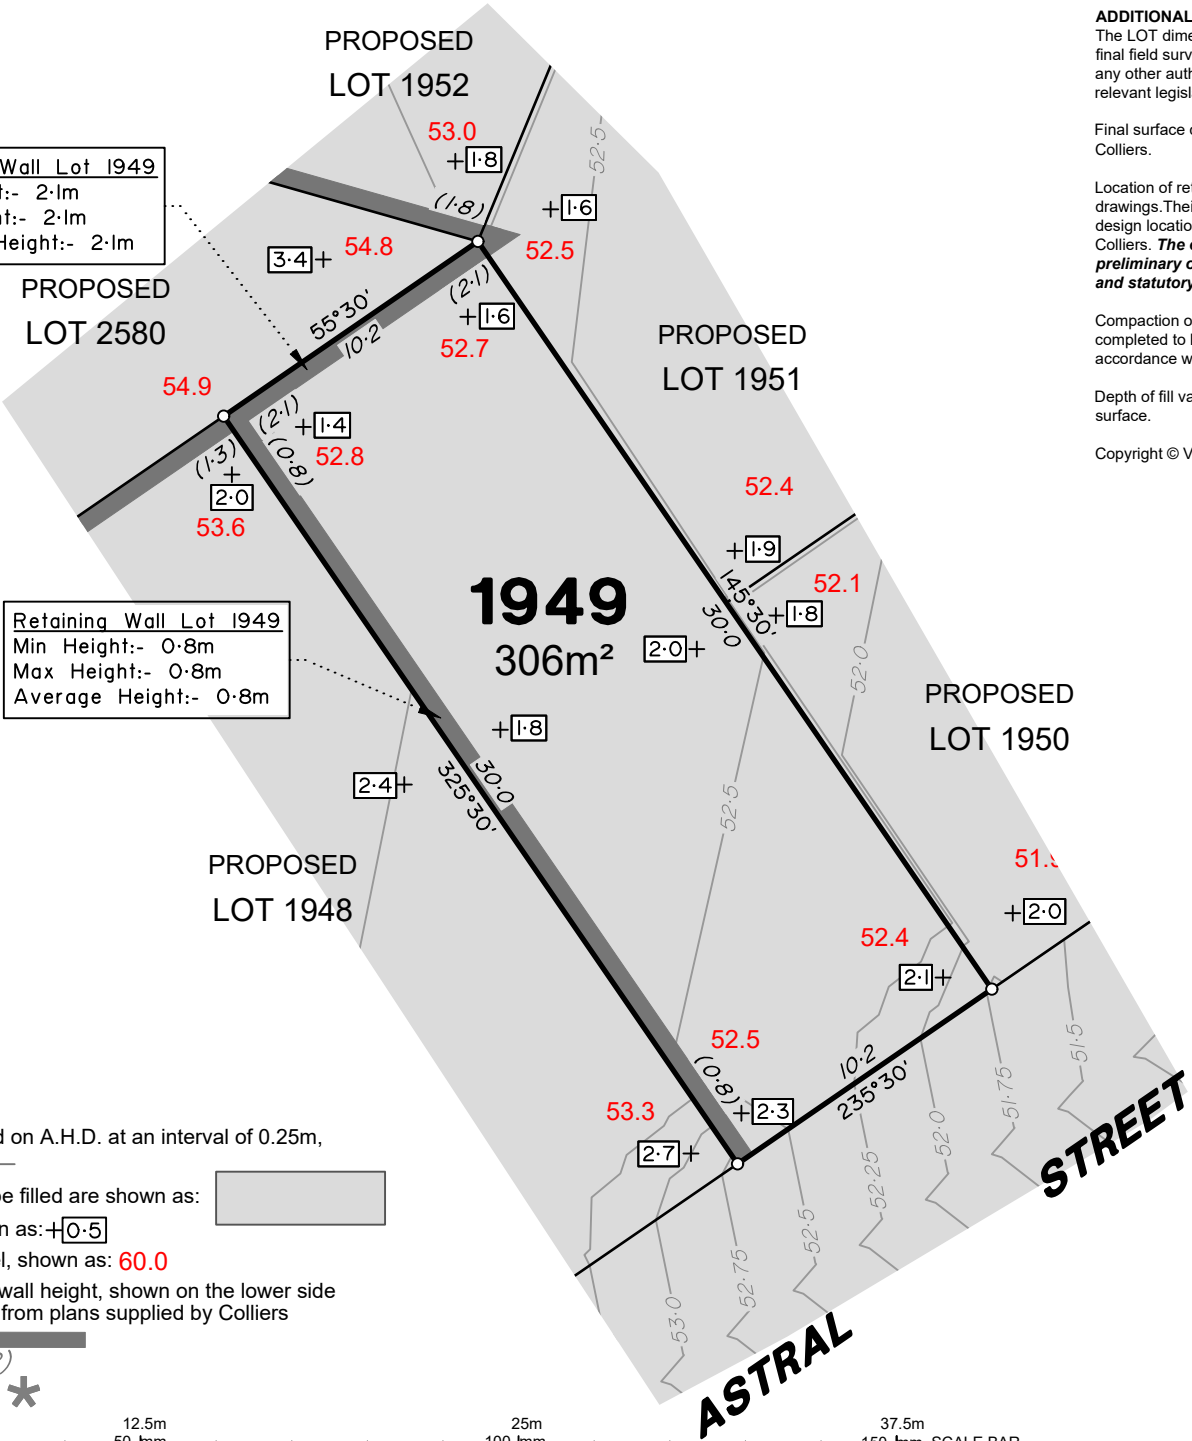 PROPOSED
LOT 1952
53.0
1·8
(1·8)
1·6
52.5
52.5
Wall Lot 1949
2·1m
2·1m
Height:- 2·1m
3·4
54.8
PROPOSED
LOT 2580
55°30'
10·2
(2·1)
1·6
52.7
54.9
(2·1)
1·4
(0·8)
52.8
(1·3)
2·0
53.6
PROPOSED
LOT 1951
52.4
1·9
52.1
1·8
145°30'
30·0
1949
306m²
2·0
52·0
Retaining Wall Lot 1949
Min Height:- 0·8m
Max Height:- 0·8m
Average Height:- 0·8m
1·8
2·4
30·0
325°30'
52·5
PROPOSED
LOT 1950
PROPOSED
LOT 1948
2·0
52.4
2·1
52.5
(0·8)
2·3
10·2
235°30'
53.3
2·7
51·5
51·75
52·0
52·25
52·5
52·75
53·0
ASTRAL STREET
on A.H.D. at an interval of 0.25m,
filled are shown as:
as: 0·5
shown as: 60.0
wall height, shown on the lower side
from plans supplied by Colliers
*
12.5m
25m
37.5m
SCALE BAR
ADDITIONAL
The LOT
final field
any other
relevant
Final surface
Colliers.
Location of
drawings.
design
Colliers. The
preliminary
and statutory
Compaction
completed to
accordance
Depth of fill
surface.
Copyright ©